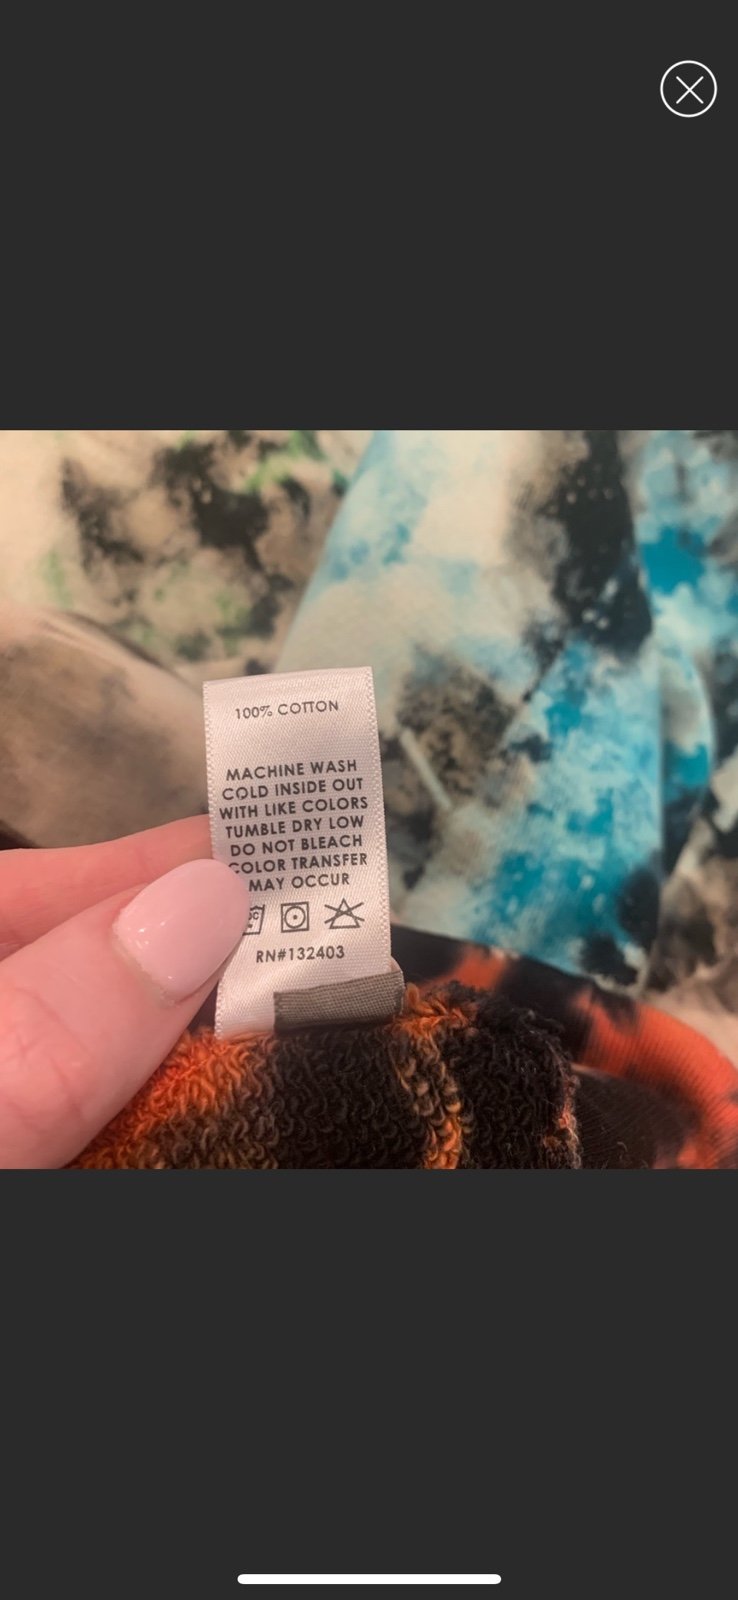 100% COTTON
MACHINE WASH
COLD INSIDE OUT
WITH LIKE COLORS
TUMBLE DRY LOW
DO NOT BLEACH
COLOR TRANSFER
MAY OCCUR
RN#132403